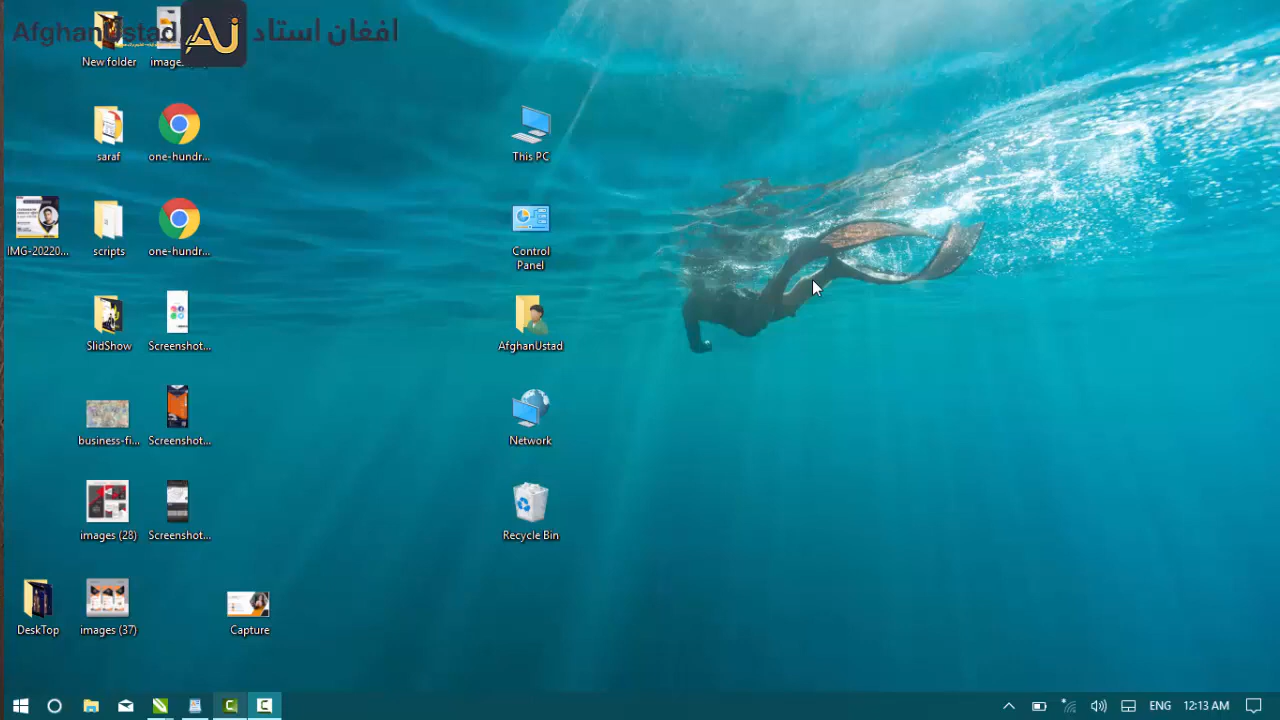 AfghanUstad
افغان استاد
New folder
image...
saraf
one-hundr...
This PC
IMG-20220...
scripts
one-hundr...
Control
Panel
SlidShow
Screenshot...
AfghanUstad
business-fi...
Screenshot...
Network
images (28)
Screenshot...
Recycle Bin
DeskTop
images (37)
Capture
ENG
12:13 AM